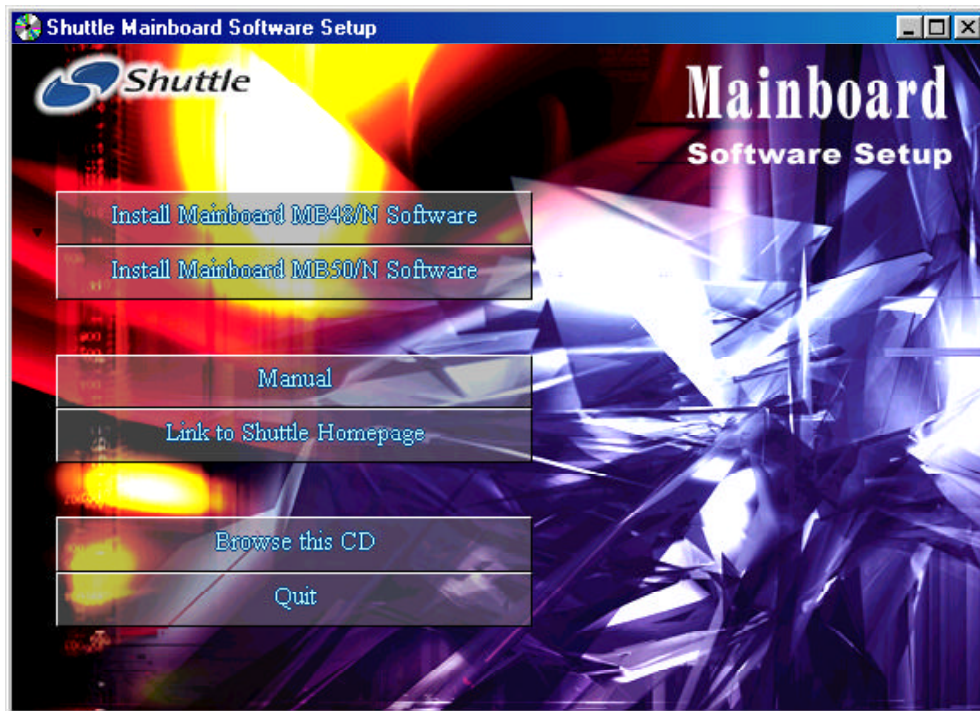 Shuttle Mainboard Software Setup
Shuttle
Mainboard
Software Setup
Install Mainboard MB48/N Software
Install Mainboard MB50/N Software
Manual
Link to Shuttle Homepage
Browse this CD
Quit